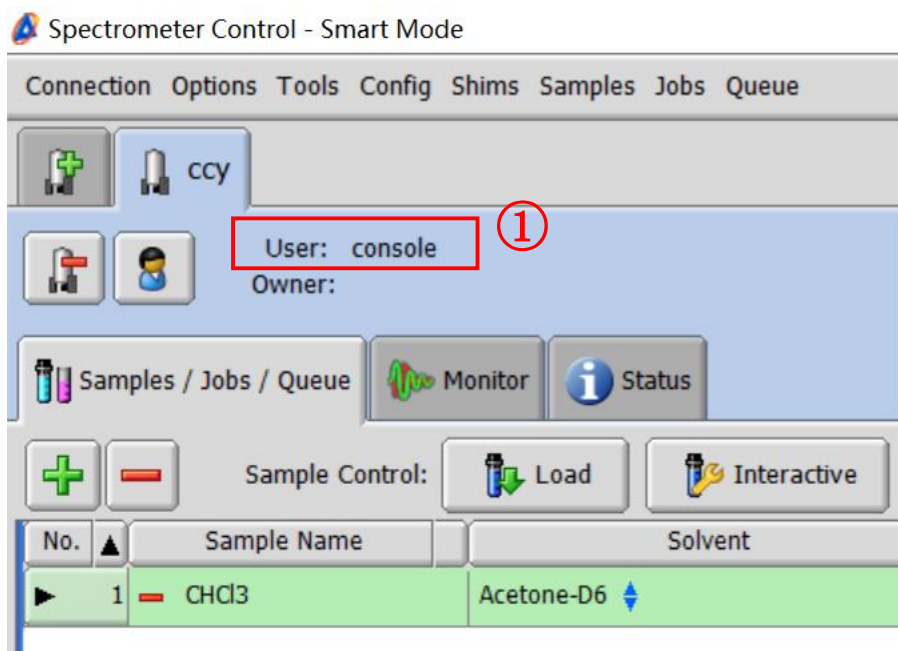 Spectrometer Control - Smart Mode
Connection Options Tools Config Shims Samples Jobs Queue
ccy
User: console
①
Owner:
Samples / Jobs / Queue Monitor Status
Sample Control: Load Interactive
No. Sample Name Solvent
1 CHCl3 Acetone-D6